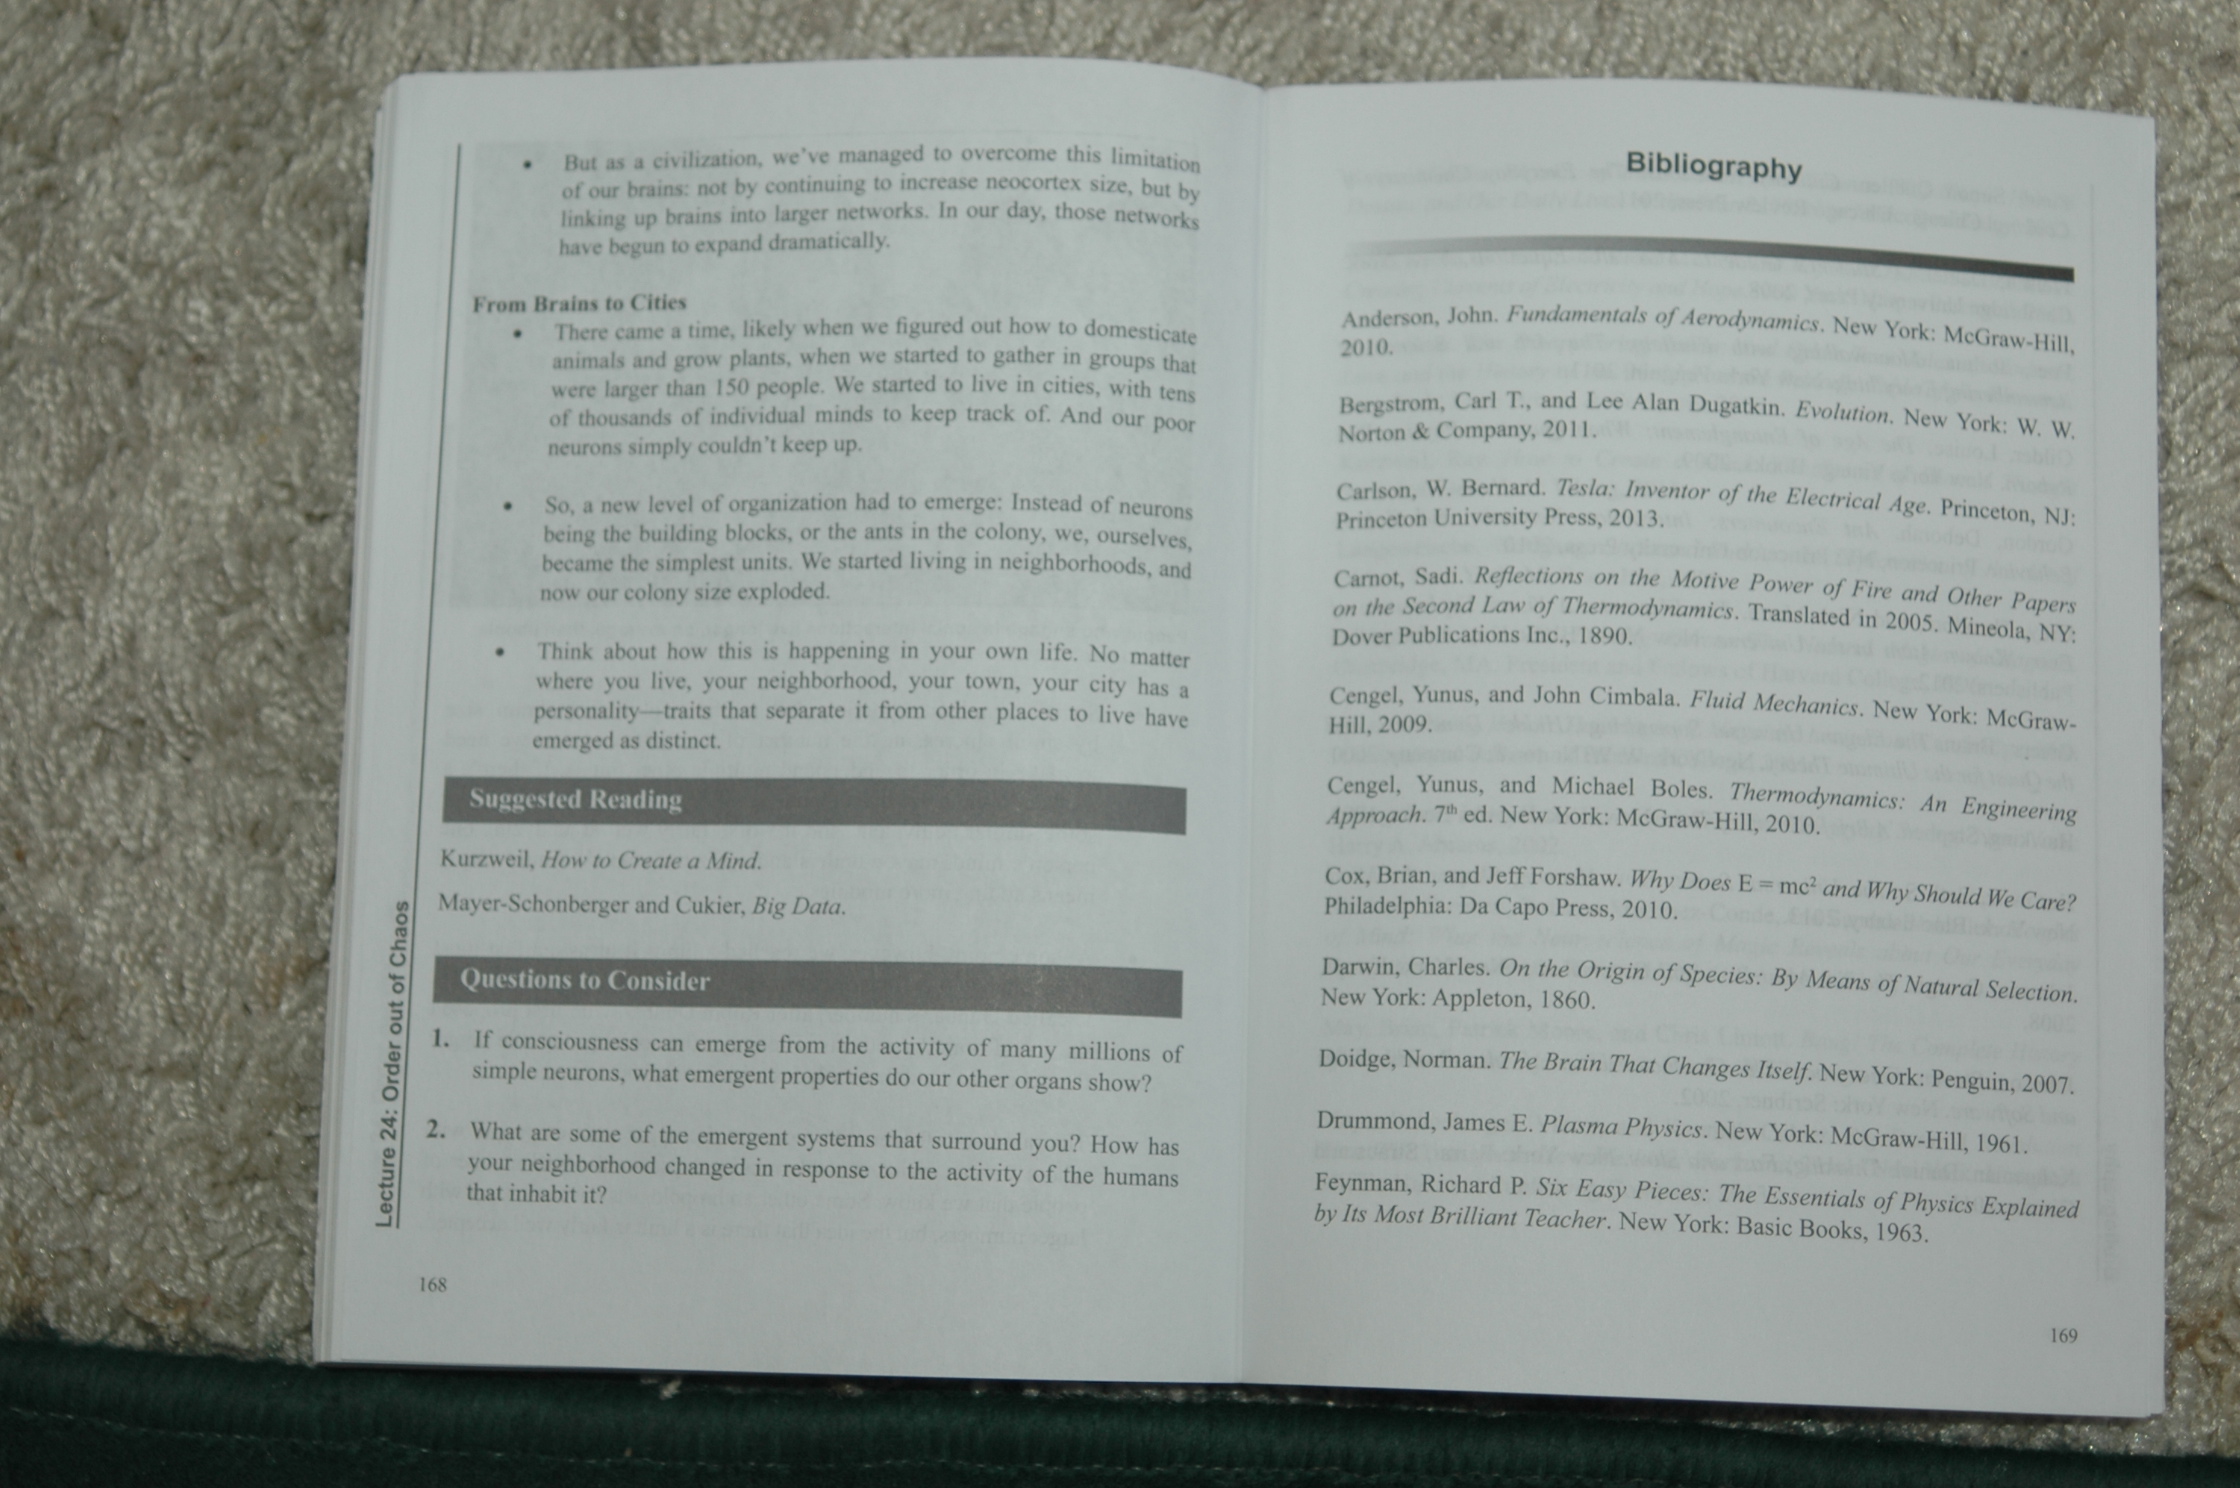 • But as a civilization, we've managed to overcome this limitation
of our brains: not by continuing to increase neocortex size, but by
linking up brains into larger networks. In our day, those networks
have begun to expand dramatically.
From Brains to Cities
• There came a time, likely when we figured out how to domesticate
animals and grow plants, when we started to gather in groups that
were larger than 150 people. We started to live in cities, with tens
of thousands of individual minds to keep track of. And our poor
neurons simply couldn't keep up.
• So, a new level of organization had to emerge: Instead of neurons
being the building blocks, or the ants in the colony, we, ourselves,
became the simplest units. We started living in neighborhoods, and
now our colony size exploded.
• Think about how this is happening in your own life. No matter
where you live, your neighborhood, your town, your city has a
personality—traits that separate it from other places to live have
emerged as distinct.
Suggested Reading
Kurzweil, How to Create a Mind.
Mayer-Schonberger and Cukier, Big Data.
Questions to Consider
1. If consciousness can emerge from the activity of many millions of
simple neurons, what emergent properties do our other organs show?
2. What are some of the emergent systems that surround you? How has
your neighborhood changed in response to the activity of the humans
that inhabit it?
Lecture 24: Order out of Chaos
168
Bibliography
Anderson, John. Fundamentals of Aerodynamics. New York: McGraw-Hill,
2010.
Bergstrom, Carl T., and Lee Alan Dugatkin. Evolution. New York: W. W.
Norton & Company, 2011.
Carlson, W. Bernard. Tesla: Inventor of the Electrical Age. Princeton, NJ:
Princeton University Press, 2013.
Carnot, Sadi. Reflections on the Motive Power of Fire and Other Papers
on the Second Law of Thermodynamics. Translated in 2005. Mineola, NY:
Dover Publications Inc., 1890.
Cengel, Yunus, and John Cimbala. Fluid Mechanics. New York: McGraw-
Hill, 2009.
Cengel, Yunus, and Michael Boles. Thermodynamics: An Engineering
Approach. 7th ed. New York: McGraw-Hill, 2010.
Cox, Brian, and Jeff Forshaw. Why Does E = mc² and Why Should We Care?
Philadelphia: Da Capo Press, 2010.
Darwin, Charles. On the Origin of Species: By Means of Natural Selection.
New York: Appleton, 1860.
Doidge, Norman. The Brain That Changes Itself. New York: Penguin, 2007.
Drummond, James E. Plasma Physics. New York: McGraw-Hill, 1961.
Feynman, Richard P. Six Easy Pieces: The Essentials of Physics Explained
by Its Most Brilliant Teacher. New York: Basic Books, 1963.
169